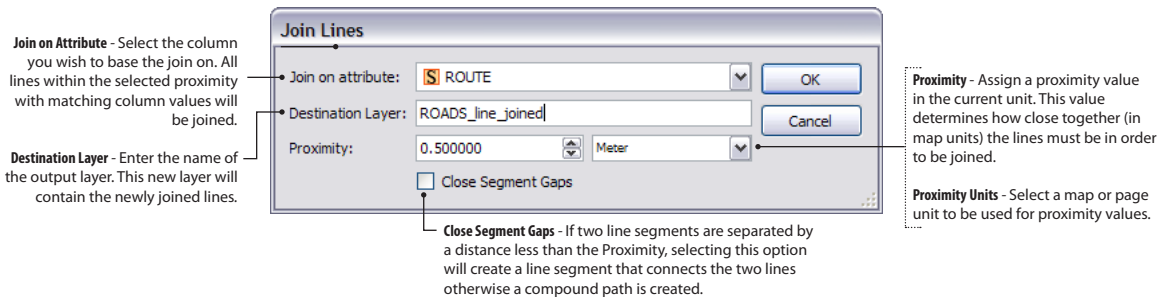 Join on Attribute - Select the column
you wish to base the join on. All
lines within the selected proximity
with matching column values will
be joined.
Destination Layer - Enter the name of
the output layer. This new layer will
contain the newly joined lines.
Join Lines
Join on attribute:
S ROUTE
OK
Destination Layer:
ROADS_line_joined
Cancel
Proximity:
0.500000
Meter
Close Segment Gaps
Close Segment Gaps - If two line segments are separated by
a distance less than the Proximity, selecting this option
will create a line segment that connects the two lines
otherwise a compound path is created.
Proximity - Assign a proximity value
in the current unit. This value
determines how close together (in
map units) the lines must be in order
to be joined.
Proximity Units - Select a map or page
unit to be used for proximity values.